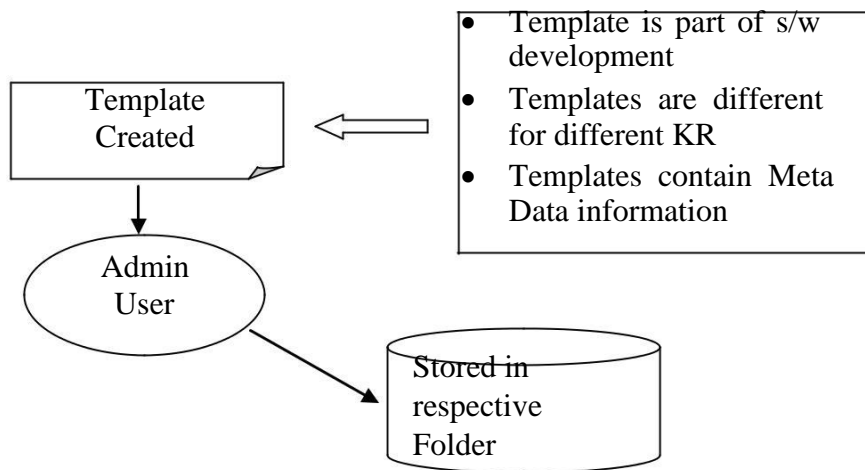 Template
Created
• Template is part of s/w
development
• Templates are different
for different KR
• Templates contain Meta
Data information
Admin
User
Stored in
respective
Folder